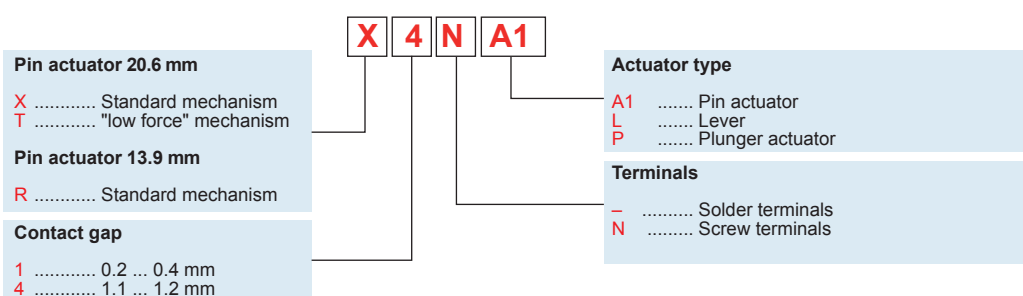 X 4 N A1
Pin actuator 20.6 mm
X ............ Standard mechanism
T ............ "low force" mechanism
Pin actuator 13.9 mm
R ............ Standard mechanism
Contact gap
1 ............ 0.2 ... 0.4 mm
4 ............ 1.1 ... 1.2 mm
Actuator type
A1 ....... Pin actuator
L ....... Lever
P ....... Plunger actuator
Terminals
– .......... Solder terminals
N ......... Screw terminals